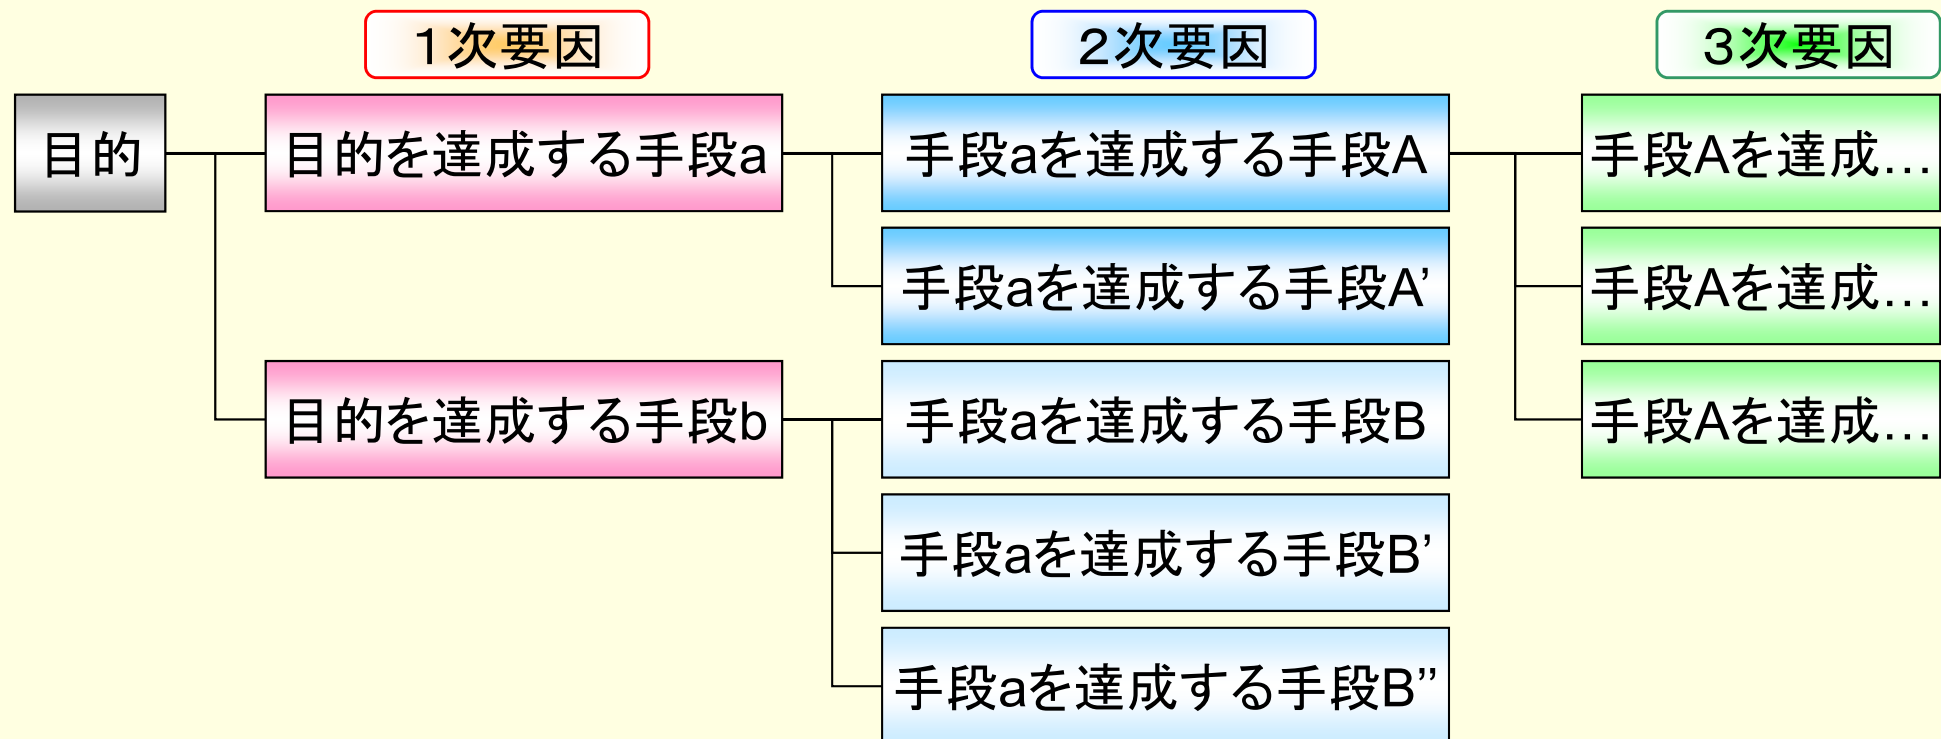 １次要因
２次要因
３次要因
目的
目的を達成する手段a
手段aを達成する手段A
手段Aを達成…
手段aを達成する手段A’
手段Aを達成…
目的を達成する手段b
手段aを達成する手段B
手段Aを達成…
手段aを達成する手段B’
手段aを達成する手段B”